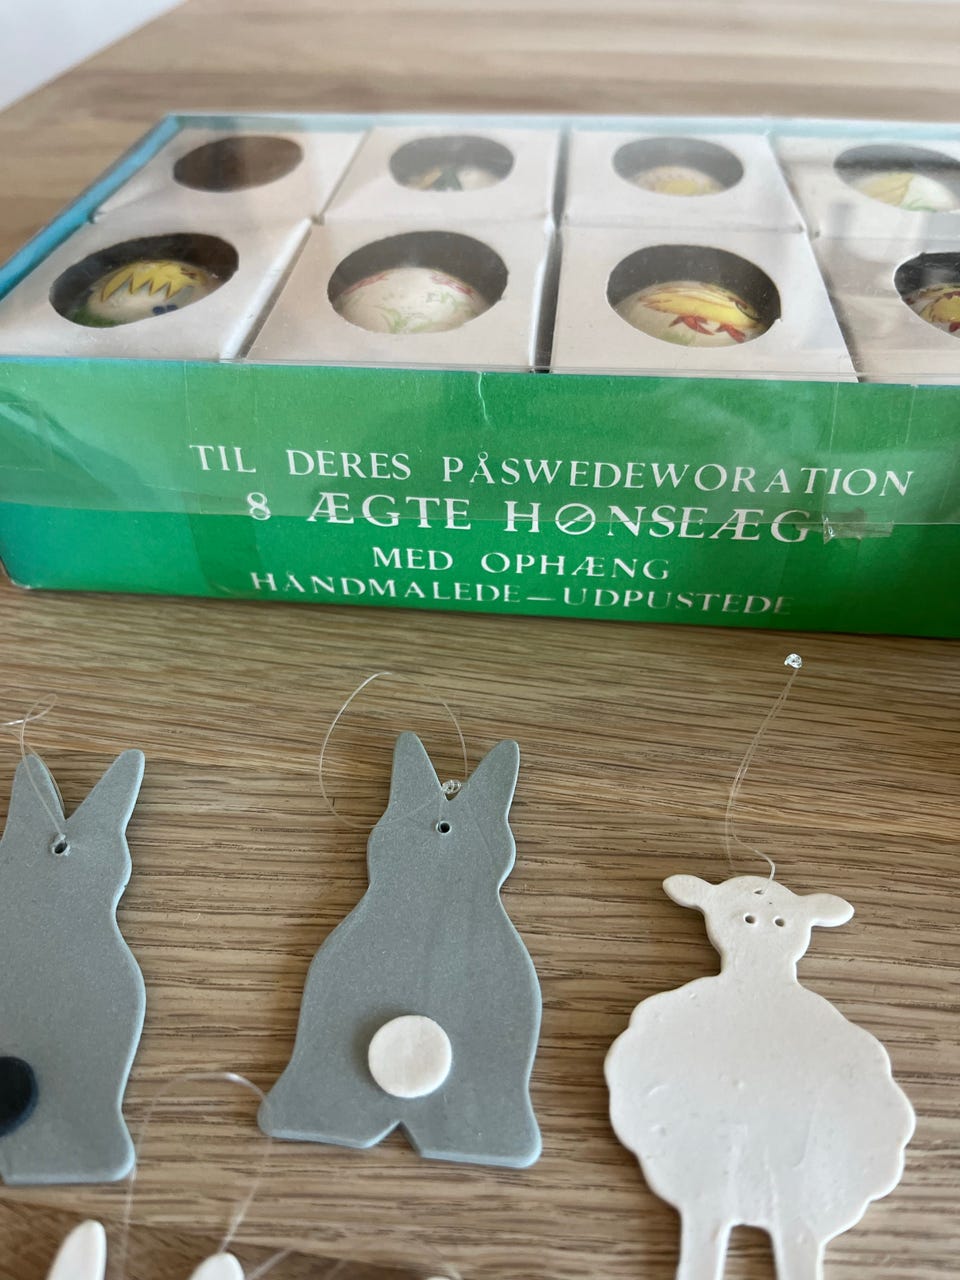 TIL DERES PÅSWEDEWORATION
8 ÆGTE HØNSEÆG
MED OPHÆNG
HÅNDMALEDE—UDPUSTEDE